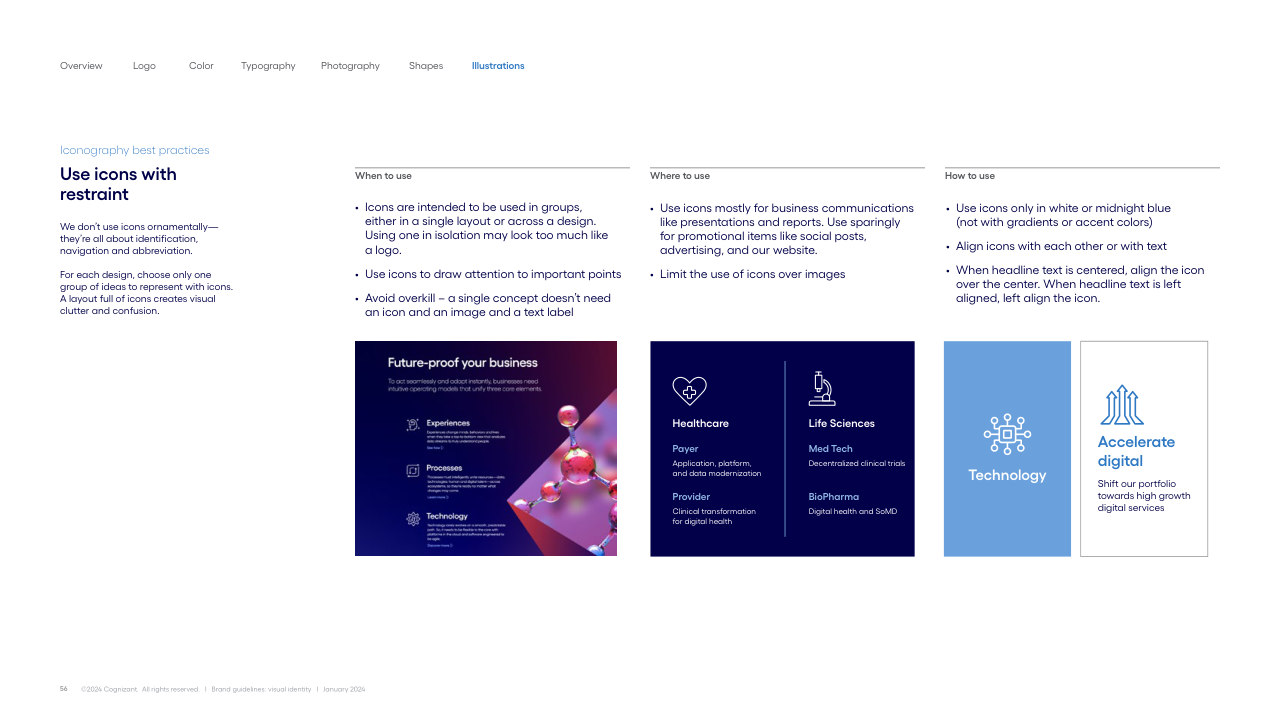 Overview Logo Color Typography Photography Shapes Illustrations
Iconography best practices
Use icons with
restraint
We don’t use icons ornamentally—
they’re all about identification,
navigation and abbreviation.
For each design, choose only one
group of ideas to represent with icons.
A layout full of icons creates visual
clutter and confusion.
When to use
• Icons are intended to be used in groups,
either in a single layout or across a design.
Using one in isolation may look too much like
a logo.
• Use icons to draw attention to important points
• Avoid overkill – a single concept doesn’t need
an icon and an image and a text label
Where to use
• Use icons mostly for business communications
like presentations and reports. Use sparingly
for promotional items like social posts,
advertising, and our website.
• Limit the use of icons over images
How to use
• Use icons only in white or midnight blue
(not with gradients or accent colors)
• Align icons with each other or with text
• When headline text is centered, align the icon
over the center. When headline text is left
aligned, left align the icon.
Future-proof your business
To act seamlessly and adapt instantly, businesses need
intuitive operating models that unify three core elements.
Experiences
Processes
Technology
Healthcare
Payer
Application, platform,
and data modernization
Provider
Clinical transformation
for digital health
Life Sciences
Med Tech
Decentralized clinical trials
BioPharma
Digital health and SoMD
Technology
Accelerate
digital
Shift our portfolio
towards high growth
digital services
56 ©2024 Cognizant. All rights reserved. | Brand guidelines: visual identity | January 2024